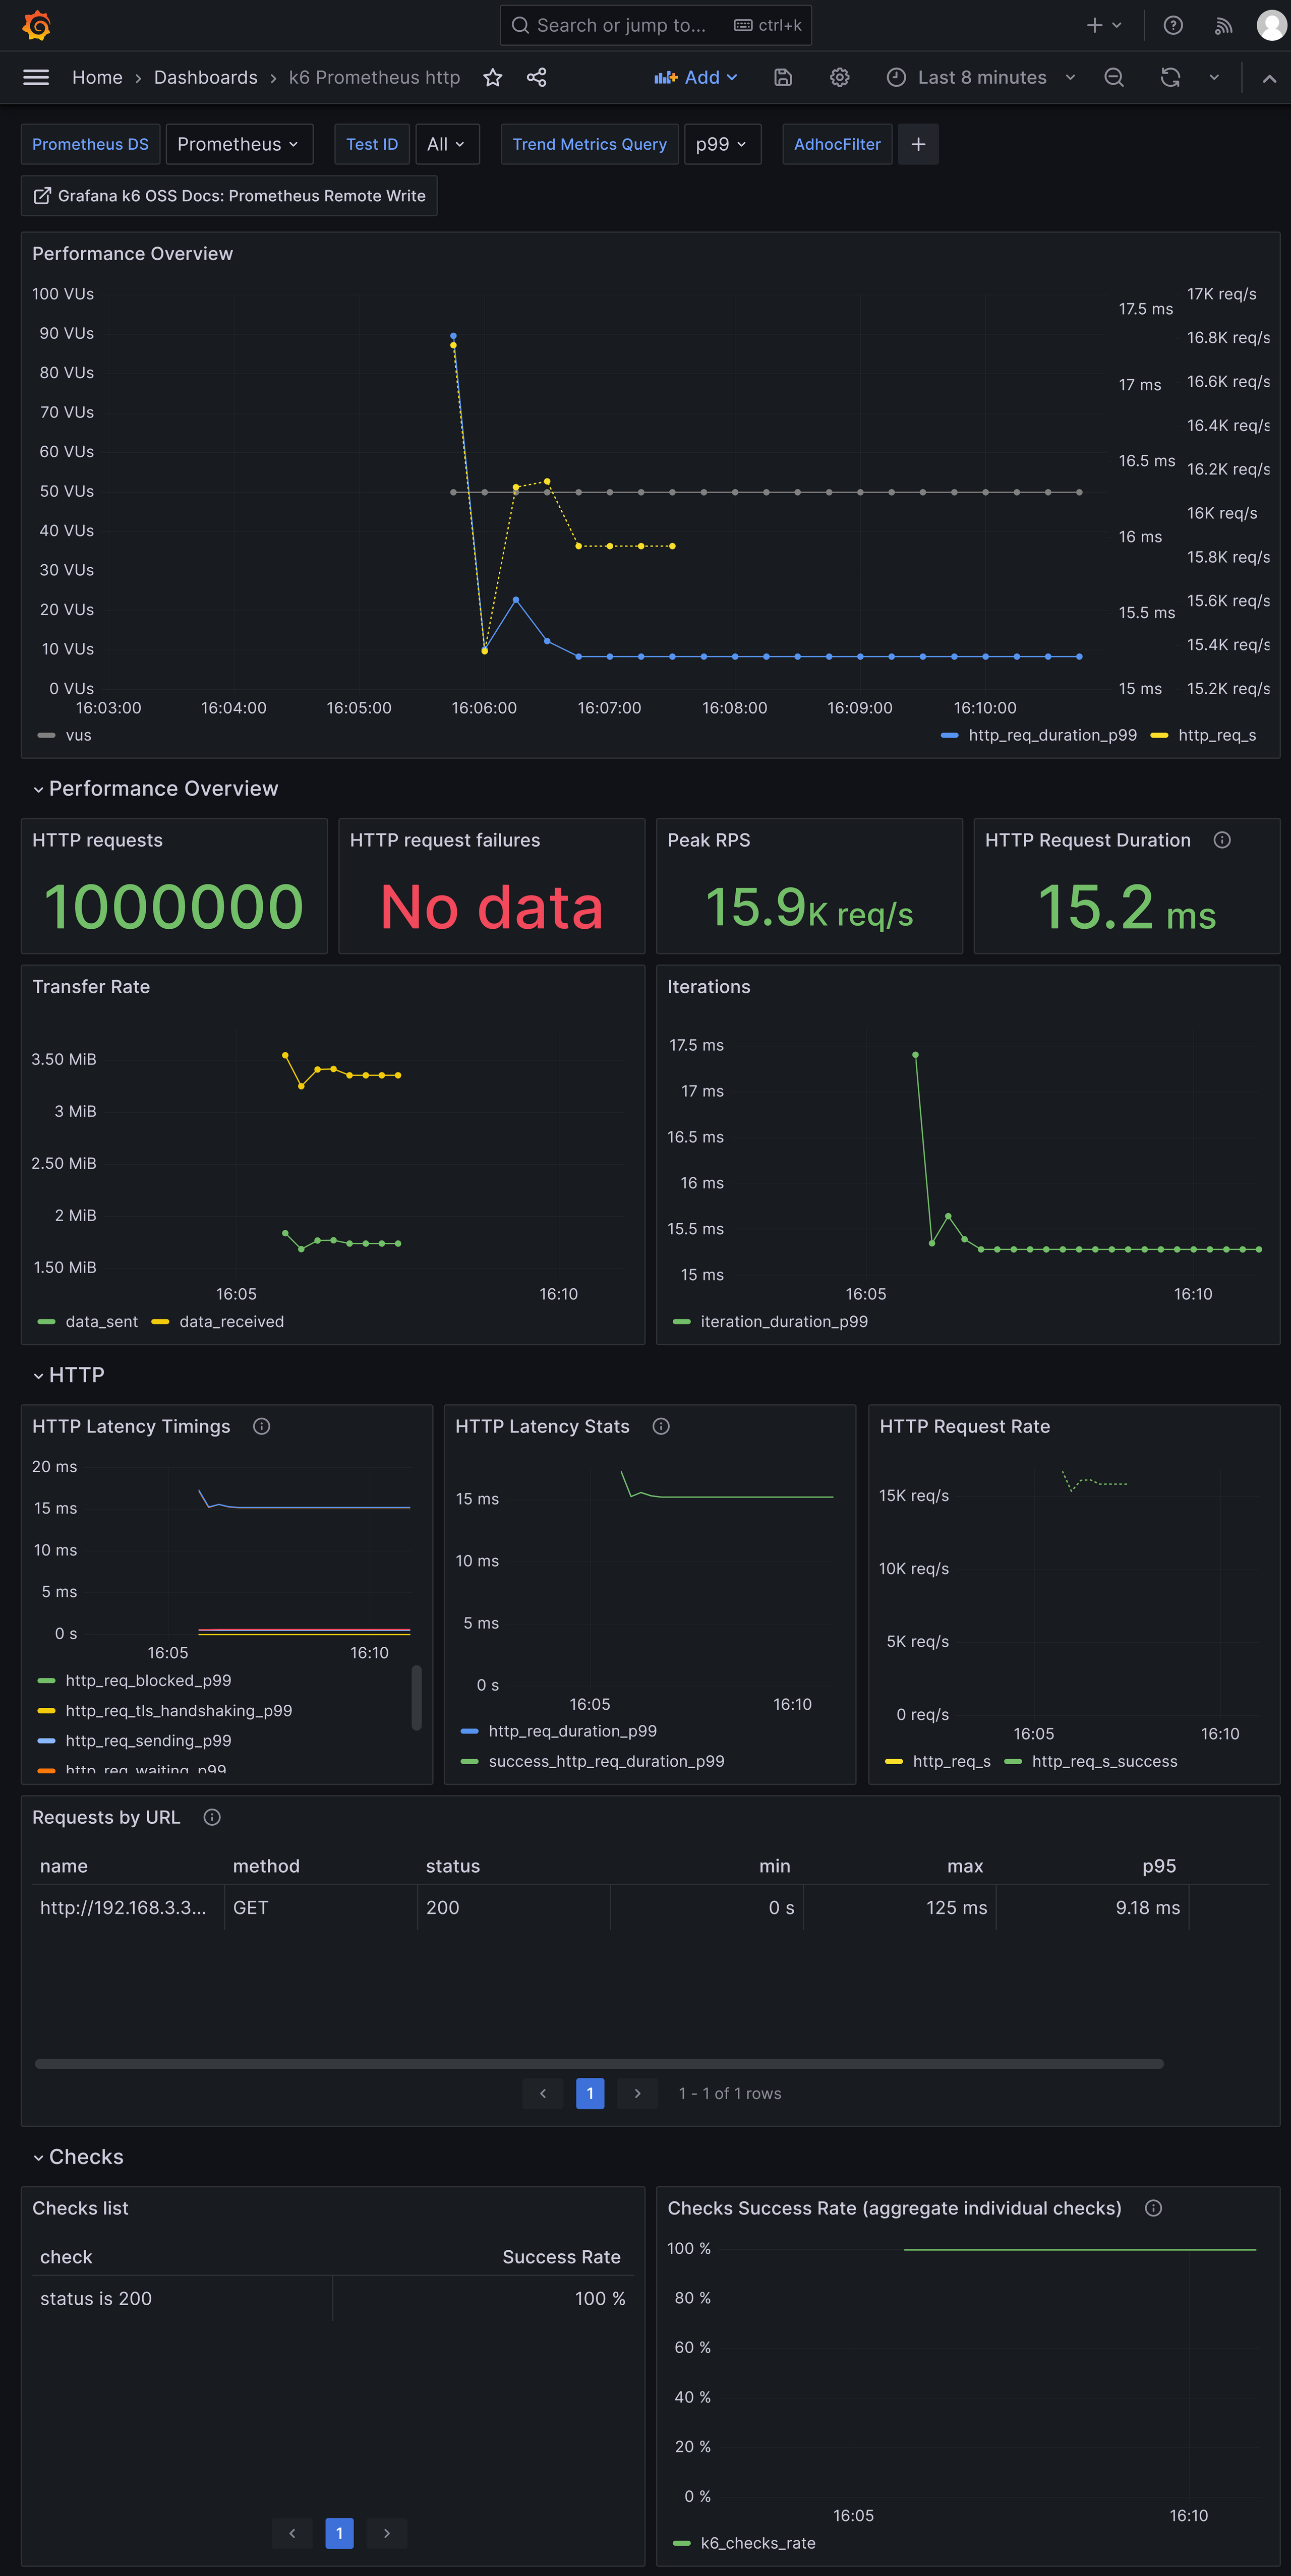 Search or jump to... ctrl+k
Home › Dashboards › k6 Prometheus http Add Last 8 minutes
Prometheus DS Prometheus Test ID All Trend Metrics Query p99 AdhocFilter +
Grafana k6 OSS Docs: Prometheus Remote Write
Performance Overview
100 VUs
90 VUs
80 VUs
70 VUs
60 VUs
50 VUs
40 VUs
30 VUs
20 VUs
10 VUs
0 VUs
17.5 ms
17 ms
16.5 ms
16 ms
15.5 ms
15 ms
17K req/s
16.8K req/s
16.6K req/s
16.4K req/s
16.2K req/s
16K req/s
15.8K req/s
15.6K req/s
15.4K req/s
15.2K req/s
16:03:00 16:04:00 16:05:00 16:06:00 16:07:00 16:08:00 16:09:00 16:10:00
vus http_req_duration_p99 http_req_s
Performance Overview
HTTP requests
1000000
HTTP request failures
No data
Peak RPS
15.9K req/s
HTTP Request Duration
15.2 ms
Transfer Rate
3.50 MiB
3 MiB
2.50 MiB
2 MiB
1.50 MiB
16:05 16:10
data_sent data_received
Iterations
17.5 ms
17 ms
16.5 ms
16 ms
15.5 ms
15 ms
16:05 16:10
iteration_duration_p99
HTTP
HTTP Latency Timings
20 ms
15 ms
10 ms
5 ms
0 s
16:05 16:10
http_req_blocked_p99
http_req_tls_handshaking_p99
http_req_sending_p99
http_req_waiting_p99
HTTP Latency Stats
15 ms
10 ms
5 ms
0 s
16:05 16:10
http_req_duration_p99
success_http_req_duration_p99
HTTP Request Rate
15K req/s
10K req/s
5K req/s
0 req/s
16:05 16:10
http_req_s http_req_s_success
Requests by URL
name method status min max p95
http://192.168.3.3... GET 200 0 s 125 ms 9.18 ms
1
1 - 1 of 1 rows
Checks
Checks list
check Success Rate
status is 200 100 %
1
Checks Success Rate (aggregate individual checks)
100 %
80 %
60 %
40 %
20 %
0 %
16:05 16:10
k6_checks_rate